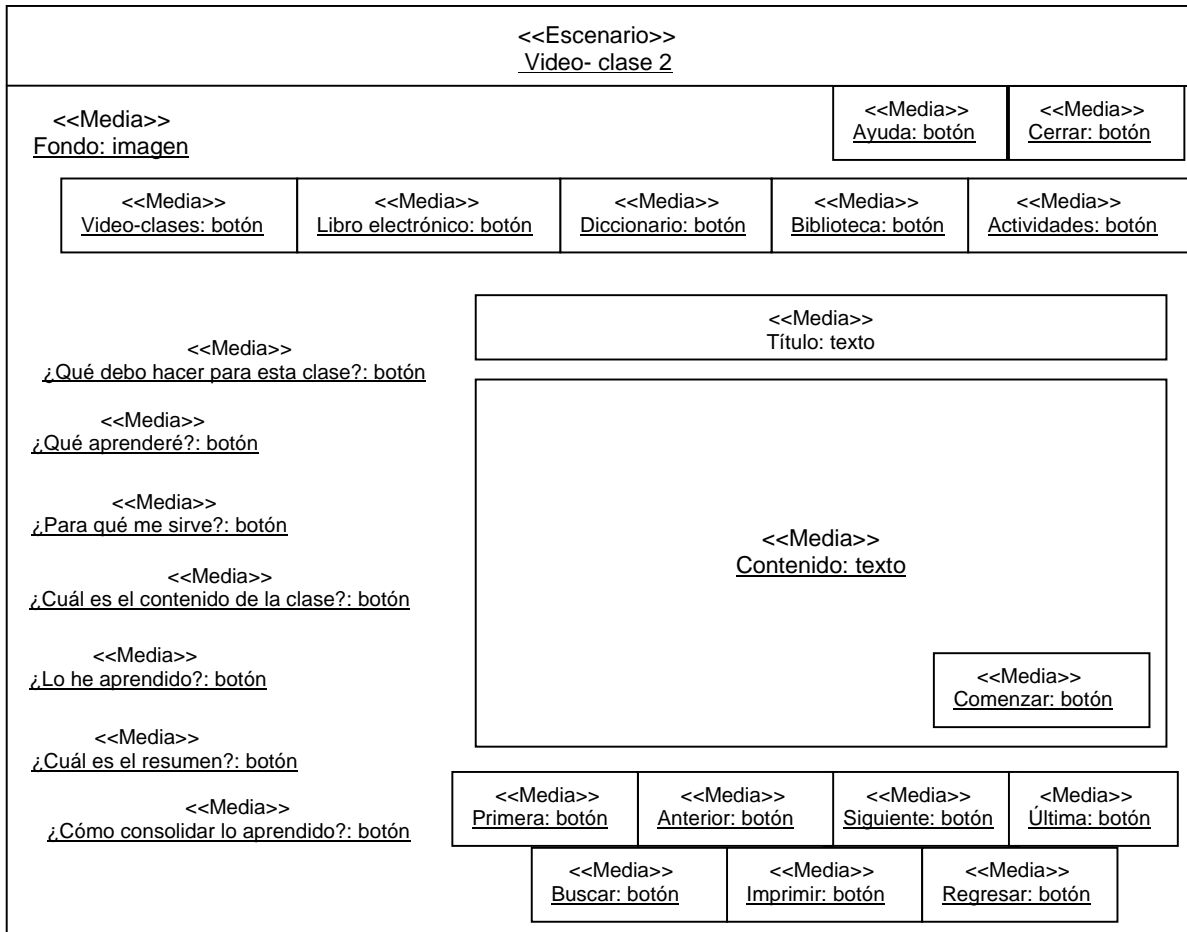 <<Escenario>>
Video- clase 2
<<Media>>
Fondo: imagen
<<Media>>
Ayuda: botón
<<Media>>
Cerrar: botón
<<Media>>
Video-clases: botón
<<Media>>
Libro electrónico: botón
<<Media>>
Diccionario: botón
<<Media>>
Biblioteca: botón
<<Media>>
Actividades: botón
<<Media>>
¿Qué debo hacer para esta clase?: botón
<<Media>>
¿Qué aprenderé?: botón
<<Media>>
¿Para qué me sirve?: botón
<<Media>>
¿Cuál es el contenido de la clase?: botón
<<Media>>
¿Lo he aprendido?: botón
<<Media>>
¿Cuál es el resumen?: botón
<<Media>>
¿Cómo consolidar lo aprendido?: botón
<<Media>>
Título: texto
<<Media>>
Contenido: texto
<<Media>>
Comenzar: botón
<<Media>>
Primera: botón
<<Media>>
Anterior: botón
<<Media>>
Siguiente: botón
<Media>>
Última: botón
<<Media>>
Buscar: botón
<<Media>>
Imprimir: botón
<<Media>>
Regresar: botón